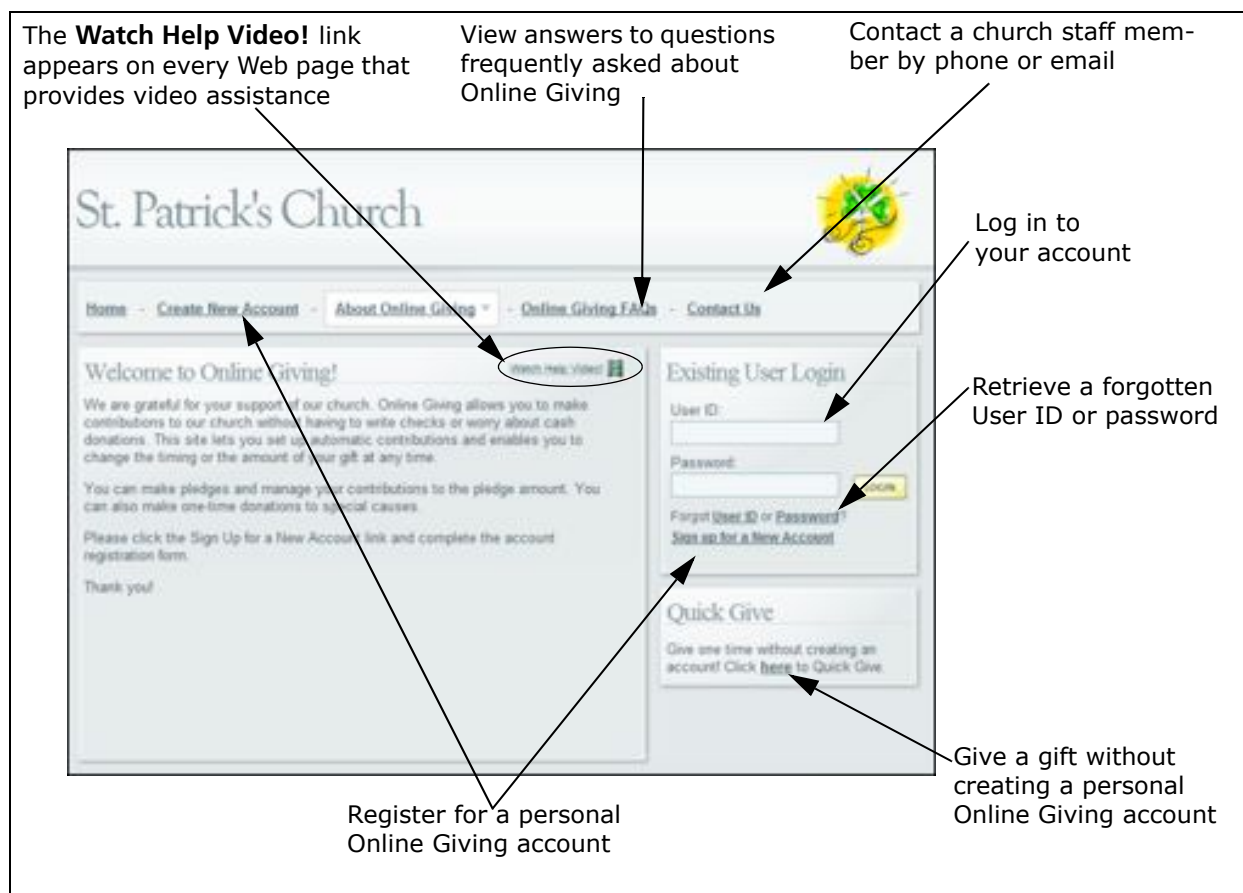 The Watch Help Video! link
appears on every Web page that
provides video assistance
View answers to questions
frequently asked about
Online Giving
Contact a church staff mem-
ber by phone or email
St. Patrick's Church
Log in to
your account
Home - Create New Account - About Online Giving - Online Giving FAQs - Contact Us
Welcome to Online Giving!
Watch Help Video!
We are grateful for your support of our church. Online Giving allows you to make
contributions to our church without having to write checks or worry about cash
donations. This site lets you set up automatic contributions and enables you to
change the timing or the amount of your gift at any time.
You can make pledges and manage your contributions to the pledge amount. You
can also make one-time donations to special causes.
Please click the Sign Up for a New Account link and complete the account
registration form.
Thank you!
Existing User Login
User ID:
Password:
LOGIN
Forgot User ID or Password?
Sign up for a New Account
Retrieve a forgotten
User ID or password
Quick Give
Give one time without creating an
account! Click here to Quick Give.
Give a gift without
creating a personal
Online Giving account
Register for a personal
Online Giving account